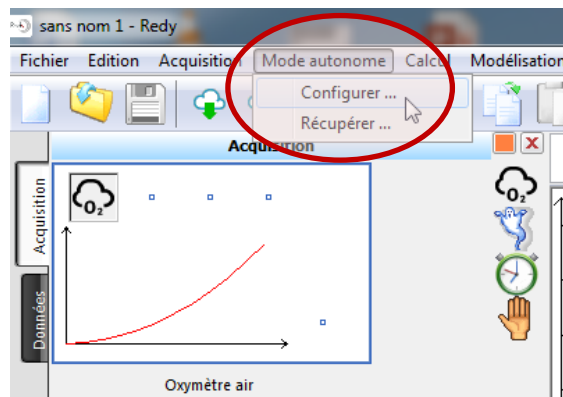 sans nom 1 - Redy
Fichier Edition Acquisition Mode autonome Calcul Modélisation
Configurer ...
Récupérer ...
Acquisition
Acquisition
Données
O₂
O₂
Oxymètre air